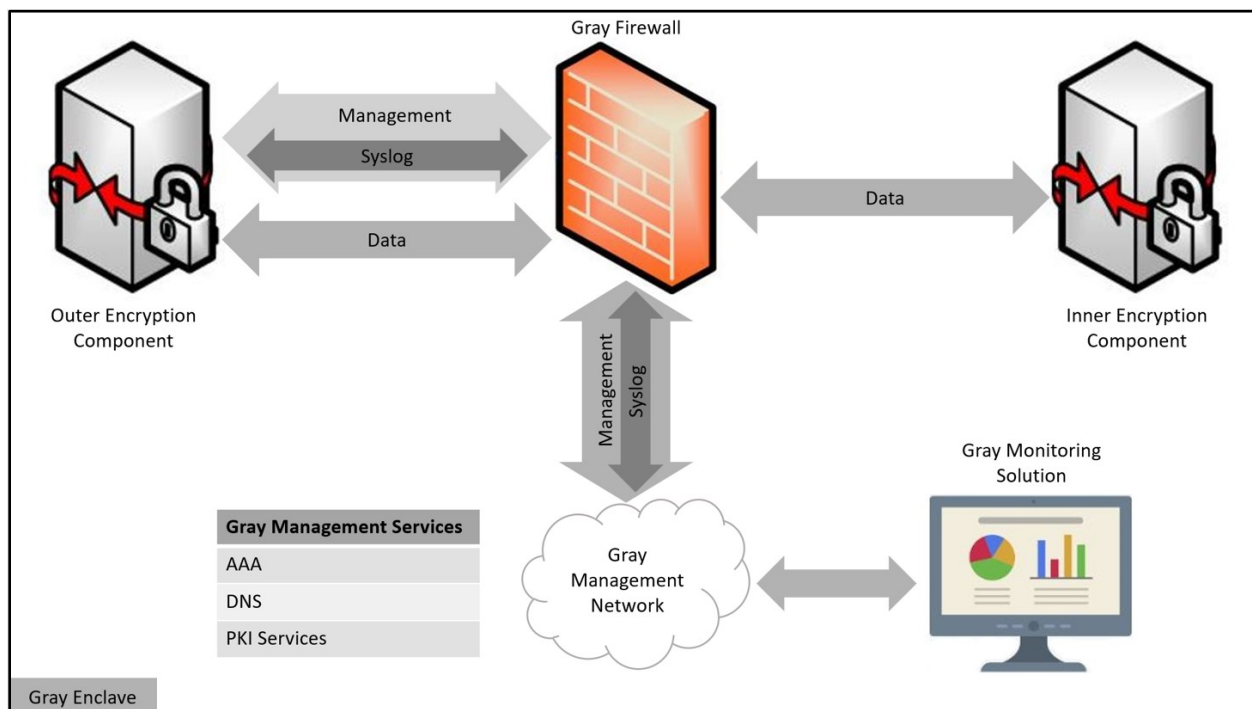 Gray Firewall
Management
Syslog
Data
Data
Outer Encryption
Component
Inner Encryption
Component
Management
Syslog
Gray Monitoring
Solution
Gray Management Services
AAA
DNS
PKI Services
Gray
Management
Network
Gray Enclave